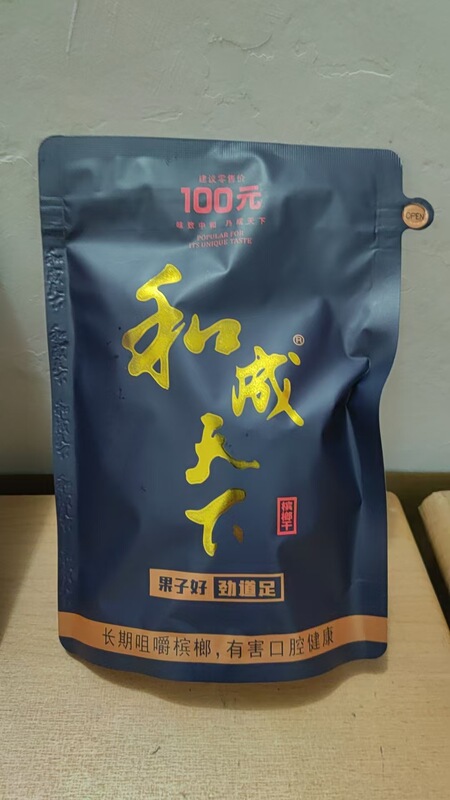 建议零售价
100元
味致中和 內成天下
POPULAR FOR
ITS UNIQUE TASTE
OPEN
和成天下®
槟榔干
果子好 劲道足
长期咀嚼槟榔，有害口腔健康